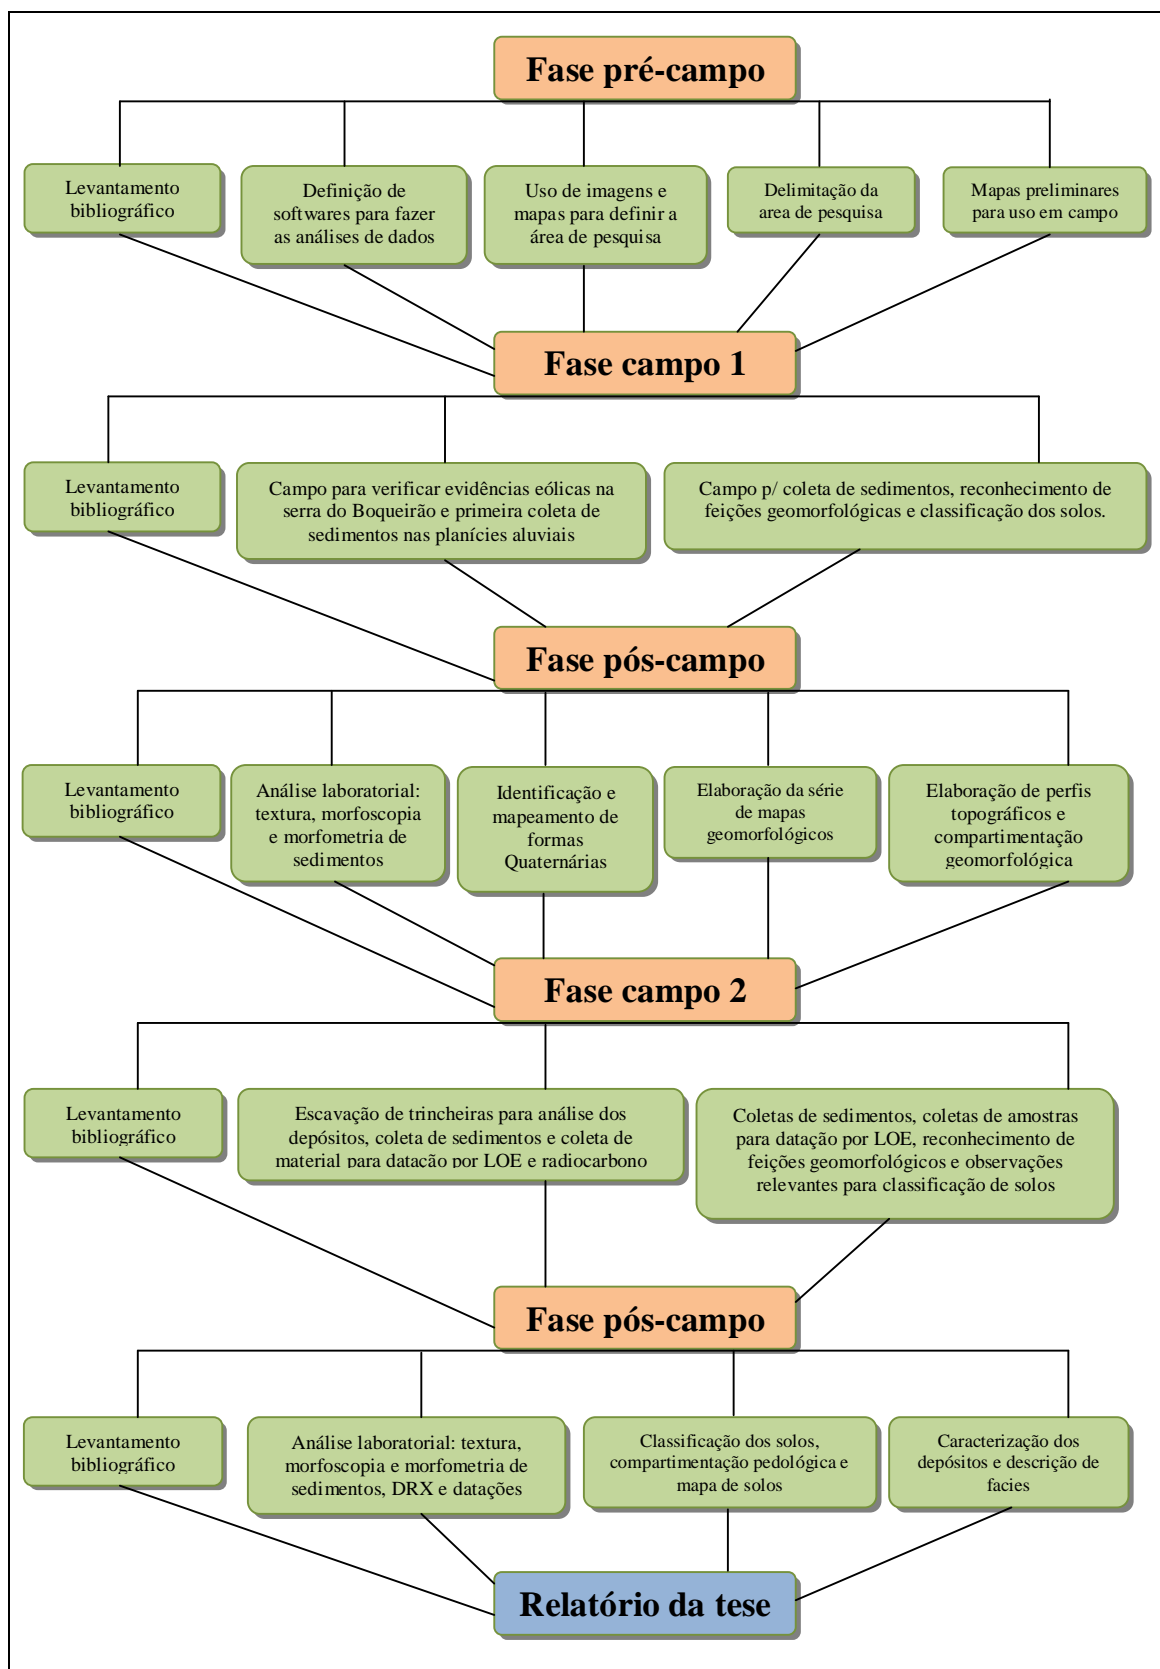 Fase pré-campo
Levantamento
bibliográfico
Definição de
softwares para fazer
as análises de dados
Uso de imagens e
mapas para definir a
área de pesquisa
Delimitação da
area de pesquisa
Mapas preliminares
para uso em campo
Fase campo 1
Levantamento
bibliográfico
Campo para verificar evidências eólicas na
serra do Boqueirão e primeira coleta de
sedimentos nas planícies aluviais
Campo p/ coleta de sedimentos, reconhecimento de
feições geomorfológicas e classificação dos solos.
Fase pós-campo
Levantamento
bibliográfico
Análise laboratorial:
textura, morfoscopia
e morfometria de
sedimentos
Identificação e
mapeamento de
formas
Quaternárias
Elaboração da série
de mapas
geomorfológicos
Elaboração de perfis
topográficos e
compartimentação
geomorfológica
Fase campo 2
Levantamento
bibliográfico
Escavação de trincheiras para análise dos
depósitos, coleta de sedimentos e coleta de
material para datação por LOE e radiocarbono
Coletas de sedimentos, coletas de amostras
para datação por LOE, reconhecimento de
feições geomorfológicos e observações
relevantes para classificação de solos
Fase pós-campo
Levantamento
bibliográfico
Análise laboratorial: textura,
morfoscopia e morfometria de
sedimentos, DRX e datações
Classificação dos solos,
compartimentação pedológica e
mapa de solos
Caracterização dos
depósitos e descrição de
facies
Relatório da tese